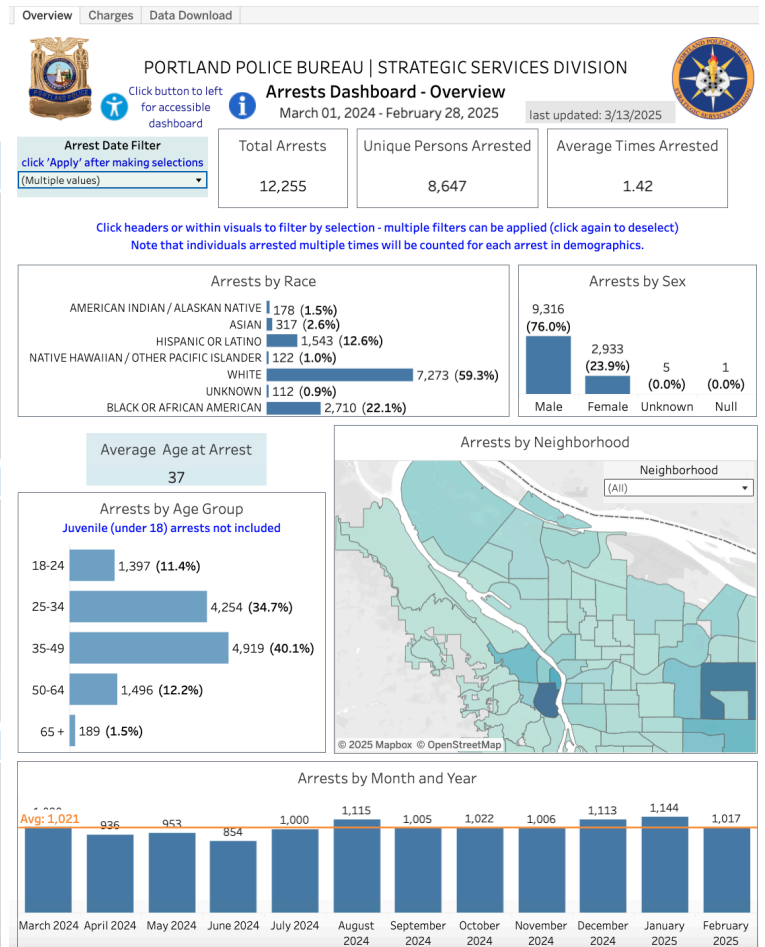 Overview Charges Data Download
PORTLAND POLICE BUREAU | STRATEGIC SERVICES DIVISION
Click button to left
for accessible
dashboard
Arrests Dashboard - Overview
March 01, 2024 - February 28, 2025
last updated: 3/13/2025
Arrest Date Filter
click 'Apply' after making selections
(Multiple values)
Total Arrests
12,255
Unique Persons Arrested
8,647
Average Times Arrested
1.42
Click headers or within visuals to filter by selection - multiple filters can be applied (click again to deselect)
Note that individuals arrested multiple times will be counted for each arrest in demographics.
Arrests by Race
AMERICAN INDIAN / ALASKAN NATIVE 178 (1.5%)
ASIAN 317 (2.6%)
HISPANIC OR LATINO 1,543 (12.6%)
NATIVE HAWAIIAN / OTHER PACIFIC ISLANDER 122 (1.0%)
WHITE 7,273 (59.3%)
UNKNOWN 112 (0.9%)
BLACK OR AFRICAN AMERICAN 2,710 (22.1%)
Arrests by Sex
9,316
(76.0%)
2,933
(23.9%)
5
(0.0%)
1
(0.0%)
Male Female Unknown Null
Average Age at Arrest
37
Arrests by Age Group
Juvenile (under 18) arrests not included
18-24 1,397 (11.4%)
25-34 4,254 (34.7%)
35-49 4,919 (40.1%)
50-64 1,496 (12.2%)
65 + 189 (1.5%)
Arrests by Neighborhood
Neighborhood
(All)
© 2025 Mapbox © OpenStreetMap
Arrests by Month and Year
Avg: 1,021
936 953 854 1,000 1,115 1,005 1,022 1,006 1,113 1,144 1,017
March 2024 April 2024 May 2024 June 2024 July 2024 August 2024 September 2024 October 2024 November 2024 December 2024 January 2025 February 2025